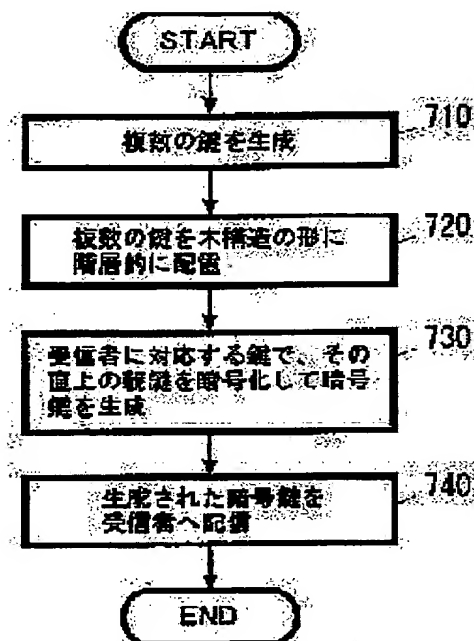 START
710
複数の鍵を生成
720
複数の鍵を木構造の形に
階層的に配置
730
受信者に対応する鍵で、その
値上の親鍵を暗号化して暗号
鍵を生成
740
生成された暗号鍵を
受信者へ配信
END